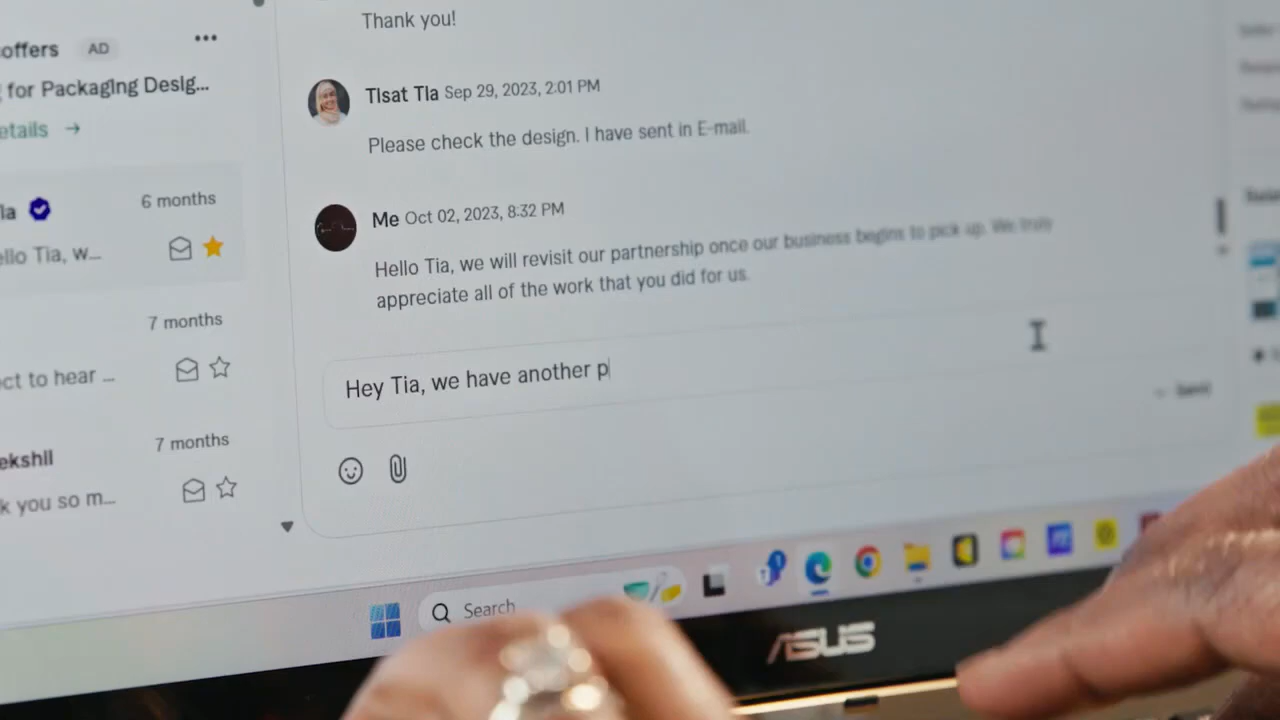 Thank you!
offers AD
for Packaging Desig...
etails →
TIsat TIa Sep 29, 2023, 2:01 PM
Please check the design. I have sent in E-mail.
la 6 months
ello Tia, w...
Me Oct 02, 2023, 8:32 PM
Hello Tia, we will revisit our partnership once our business begins to pick up. We truly
appreciate all of the work that you did for us.
7 months
ect to hear ...
Hey Tia, we have another p
Send
7 months
ekshII
k you so m...
Search
ASUS